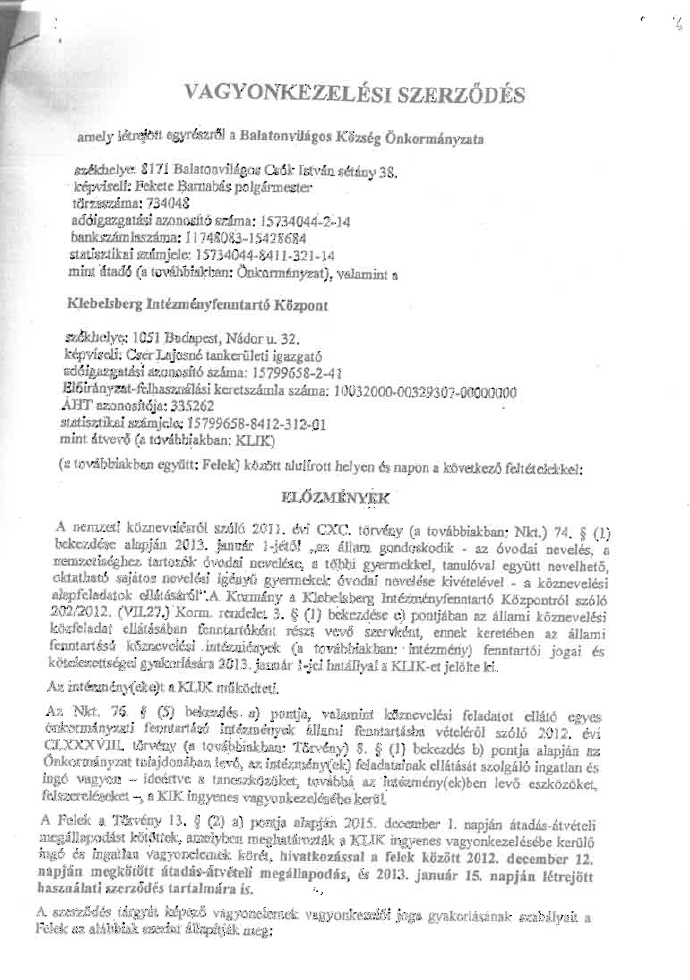 VAGYONKEZELÉSI SZERZŐDÉS
amely létrejött egyrészről a Balatonvilágos Község Önkormányzata
székhelye: 8171 Balatonvilágos Csók István sétány 38.
képviseli: Fekete Barnabás polgármester
törzsszáma: 734048
adóigazgatási azonosító száma: 15734044-2-14
bankszámlaszáma: 11748083-15428684
statisztikai számjele: 15734044-8411-321-14
mint átadó (a továbbiakban: Önkormányzat), valamint a
Klebelsberg Intézményfenntartó Központ
székhelye: 1051 Budapest, Nádor u. 32.
képviseli: Cser Lajosné tankerületi igazgató
adóigazgatási azonosító száma: 15799658-2-41
Előirányzat-felhasználási keretszámla száma: 10032000-00329307-00000000
ÁHT azonosítója: 335262
statisztikai számjele: 15799658-8412-312-01
mint átvevő (a továbbiakban: KLIK)
(a továbbiakban együtt: Felek) között alulírott helyen és napon a következő feltételekkel:
ELŐZMÉNYEK
A nemzeti köznevelésről szóló 2011. évi CXC. törvény (a továbbiakban: Nkt.) 74. § (1)
bekezdése alapján 2013. január 1-jétől „az állam gondoskodik - az óvodai nevelés, a
nemzetiséghez tartozók óvodai nevelése, a többi gyermekkel, tanulóval együtt nevelhető,
oktatható sajátos nevelési igényű gyermekek óvodai nevelése kivételével - a köznevelési
alapfeladatok ellátásáról”.A Kormány a Klebelsberg Intézményfenntartó Központról szóló
202/2012. (VII.27.) Korm. rendelet 3. § (1) bekezdése c) pontjában az állami köznevelési
közfeladat ellátásában fenntartóként részt vevő szervként, ennek keretében az állami
fenntartású köznevelési intézmények (a továbbiakban: intézmény) fenntartói jogai és
kötelezettségei gyakorlására 2013. január 1-jei hatállyal a KLIK-et jelölte ki.
Az intézmény(eke)t a KLIK működteti.
Az Nkt. 76. § (5) bekezdés a) pontja, valamint köznevelési feladatot ellátó egyes
önkormányzati fenntartású intézmények állami fenntartásba vételéről szóló 2012. évi
CLXXXVIII. törvény (a továbbiakban: Törvény) 8. § (1) bekezdés b) pontja alapján az
Önkormányzat tulajdonában levő, az intézmény(ek) feladatainak ellátását szolgáló ingatlan és
ingó vagyon – ideértve a taneszközöket, továbbá az intézmény(ek)ben levő eszközöket,
felszereléseket –, a KIK ingyenes vagyonkezelésébe kerül.
A Felek a Törvény 13. § (2) a) pontja alapján 2015. december 1. napján átadás-átvételi
megállapodást kötöttek, amelyben meghatározták a KLIK ingyenes vagyonkezelésébe kerülő
ingó és ingatlan vagyonelemek körét, hivatkozással a felek között 2012. december 12.
napján megkötött átadás-átvételi megállapodás, és 2013. január 15. napján létrejött
használati szerződés tartalmára is.
A szerződés tárgyát képező vagyonelemek vagyonkezelői joga gyakorlásának szabályait a
Felek az alábbiak szerint állapítják meg: